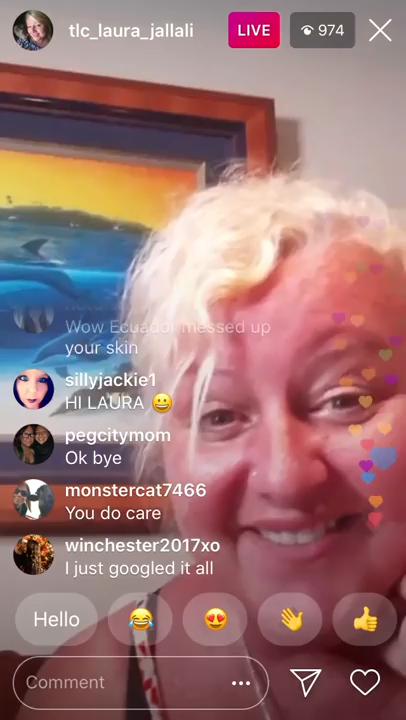 tlc_laura_jallali
LIVE
974
Wow Ecuador messed up
your skin
sillyjackie1
HI LAURA 😀
pegcitymom
Ok bye
monstercat7466
You do care
winchester2017xo
I just googled it all
Hello
Comment